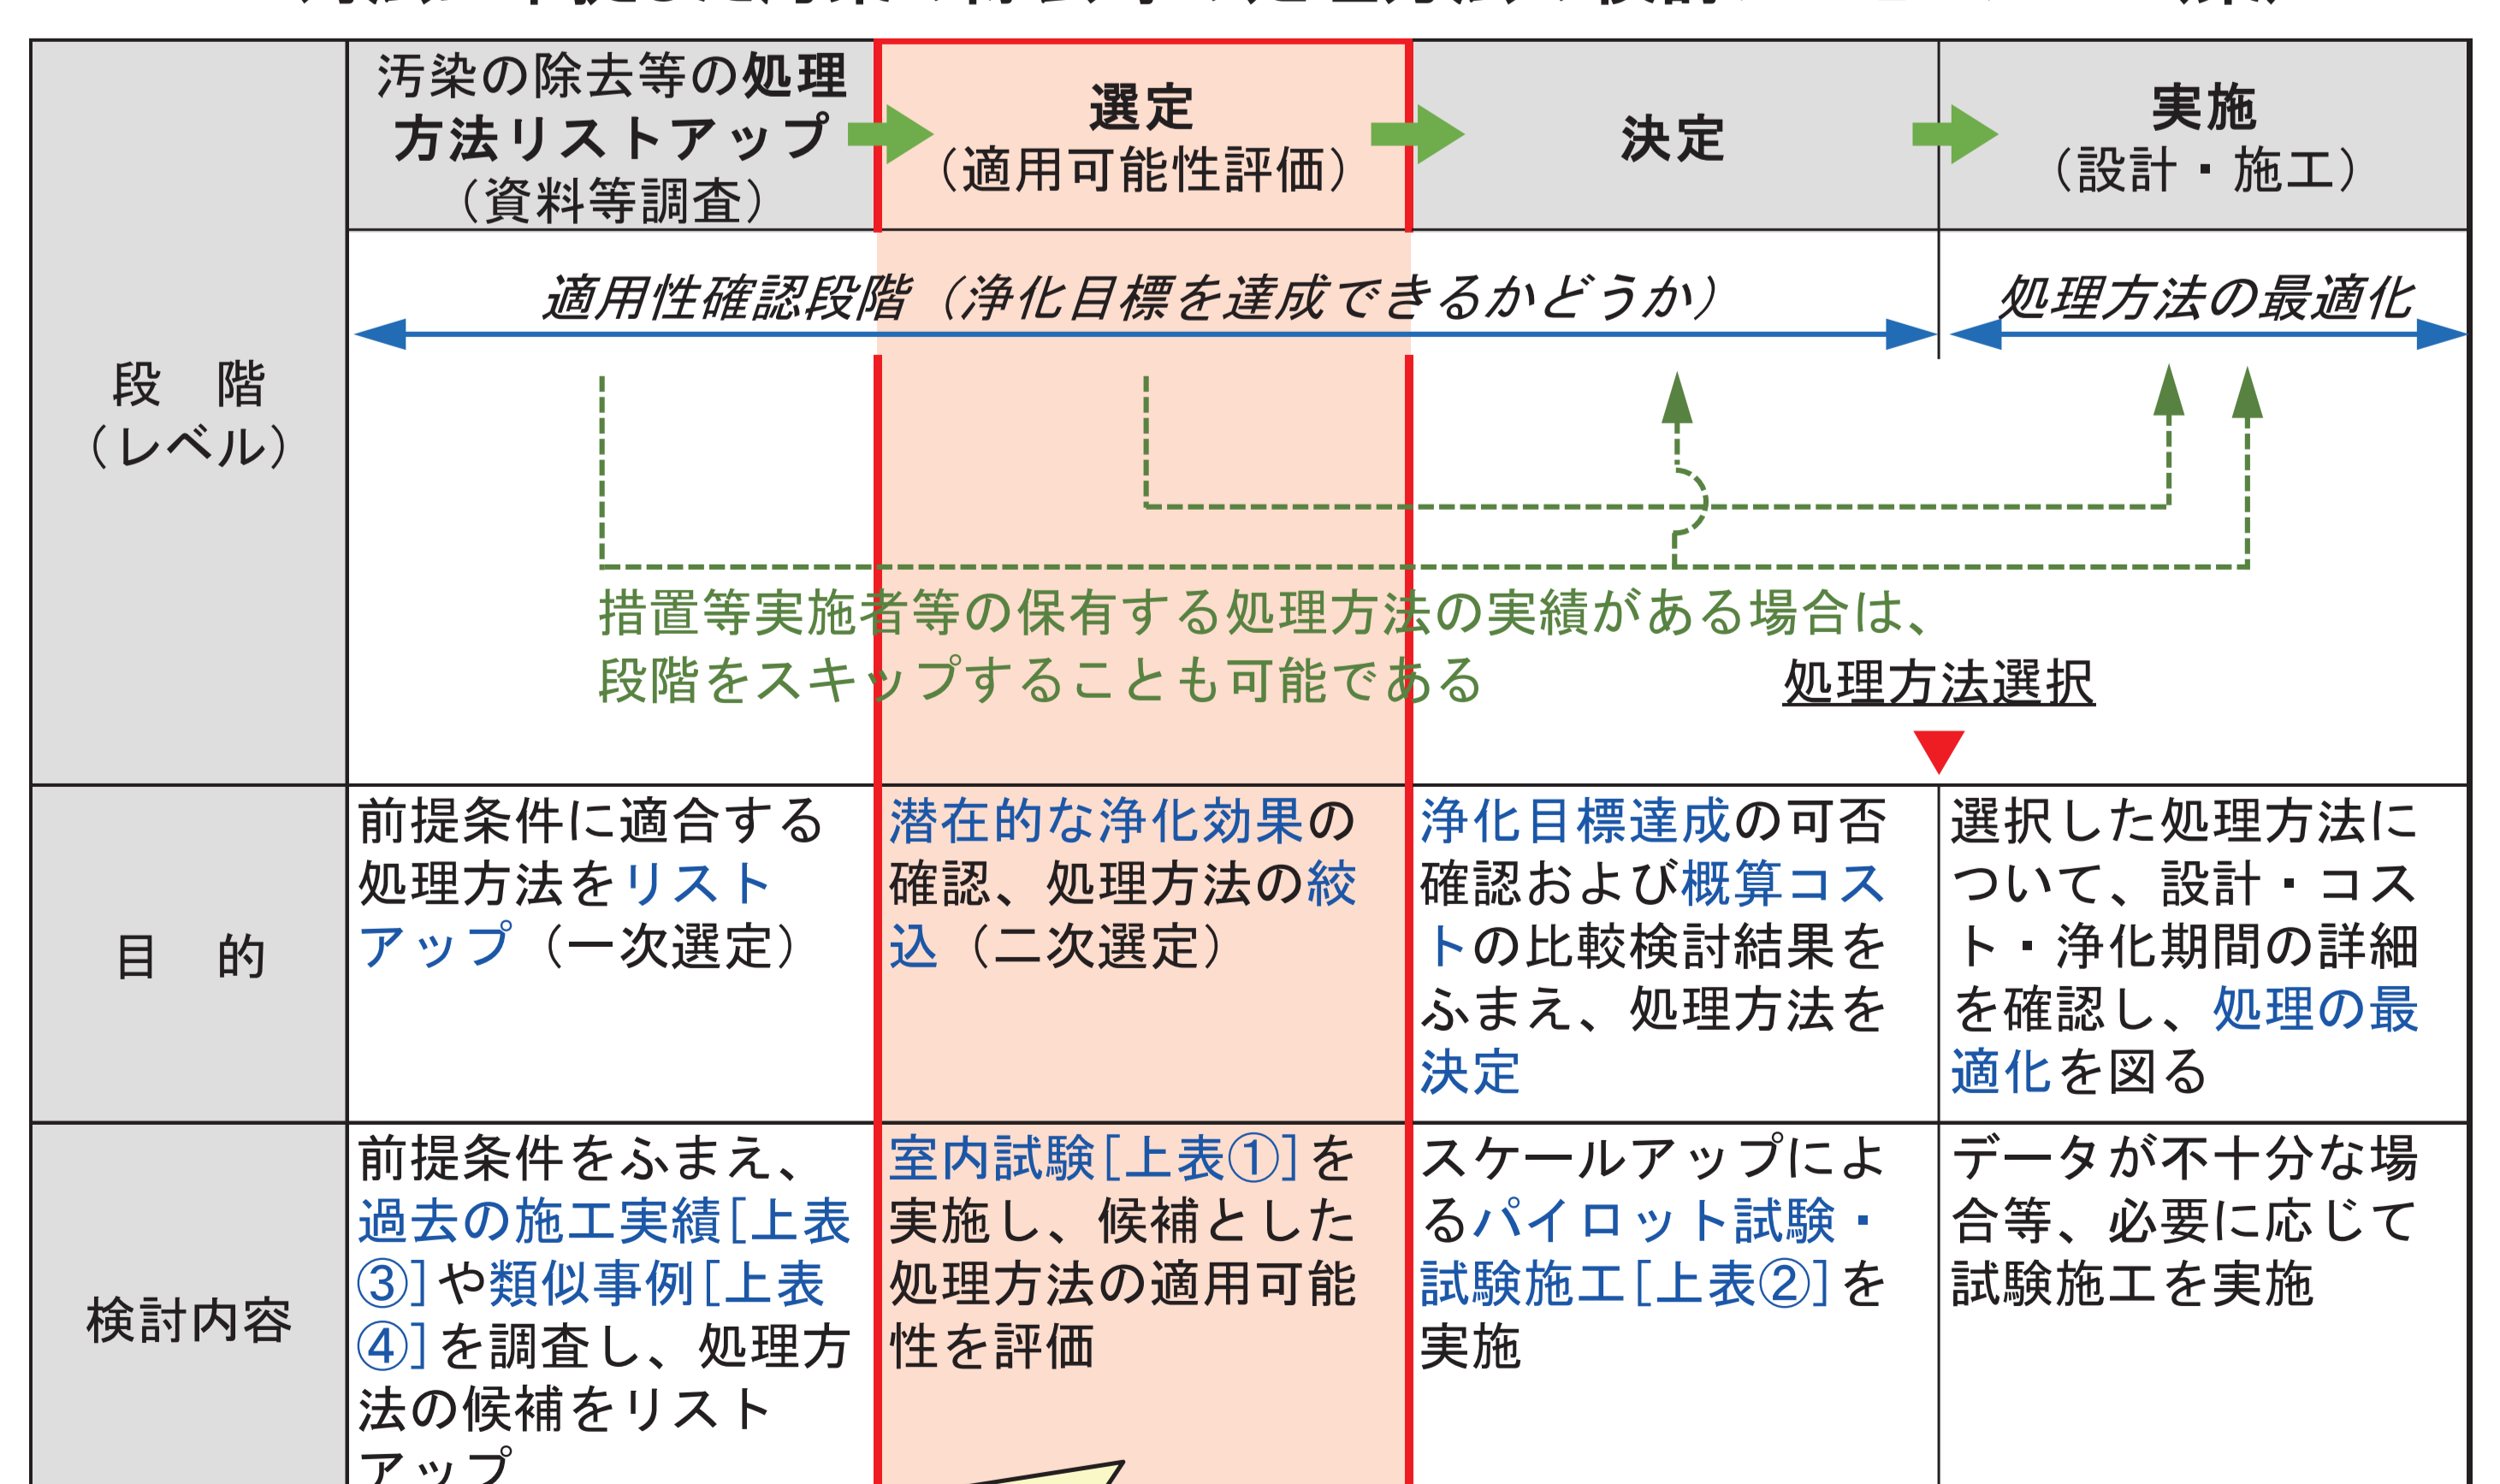 汚染の除去等の処理
方法リストアップ
（資料等調査）
選定
（適用可能性評価）
決定
実施
（設計・施工）
段　階
（レベル）
適用性確認段階（浄化目標を達成できるかどうか）
処理方法の最適化
措置等実施者等の保有する処理方法の実績がある場合は、
段階をスキップすることも可能である
処理方法選択
目　的
前提条件に適合する
処理方法をリスト
アップ（一次選定）
潜在的な浄化効果の
確認、処理方法の絞
込（二次選定）
浄化目標達成の可否
確認および概算コス
トの比較検討結果を
ふまえ、処理方法を
決定
選択した処理方法に
ついて、設計・コス
ト・浄化期間の詳細
を確認し、処理の最
適化を図る
検討内容
前提条件をふまえ、
過去の施工実績[上表
③]や類似事例[上表
④]を調査し、処理方
法の候補をリスト
アップ
室内試験[上表①]を
実施し、候補とした
処理方法の適用可能
性を評価
スケールアップによ
るパイロット試験・
試験施工[上表②]を
実施
データが不十分な場
合等、必要に応じて
試験施工を実施